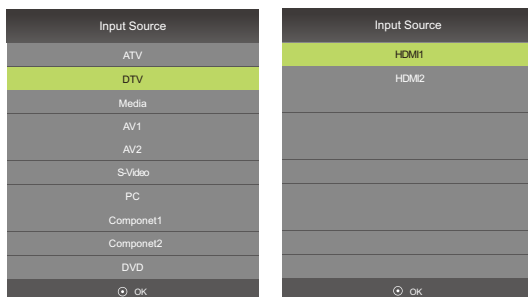 Input Source
ATV
DTV
Media
AV1
AV2
S-Video
PC
Componet1
Componet2
DVD
OK
Input Source
HDMI1
HDMI2
OK